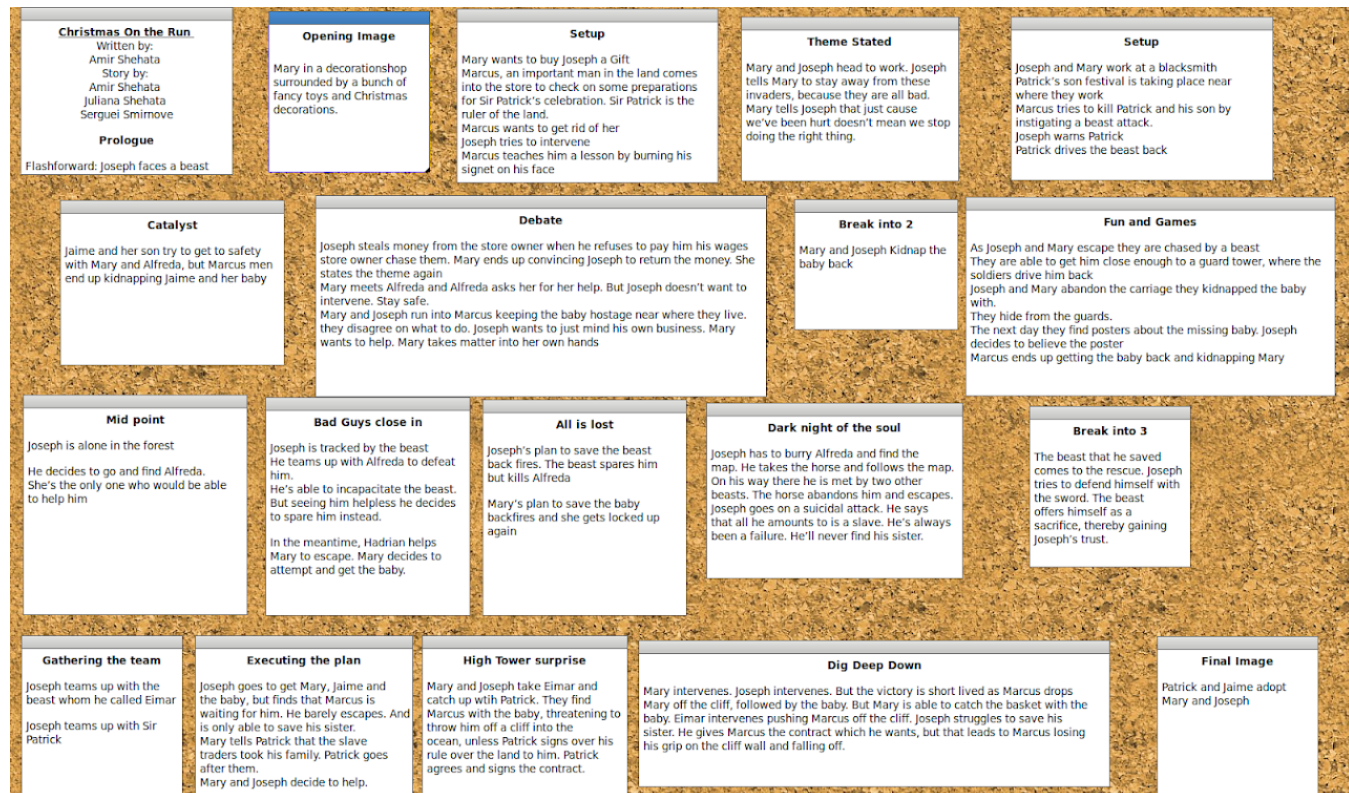 Christmas On the Run
Written by:
Amir Shehata
Story by:
Amir Shehata
Juliana Shehata
Serguei Smirnove
Prologue
Flashforward: Joseph faces a beast
Opening Image
Mary in a decorationshop
surrounded by a bunch of
fancy toys and Christmas
decorations.
Setup
Mary wants to buy Joseph a Gift
Marcus, an important man in the land comes
into the store to check on some preparations
for Sir Patrick's celebration. Sir Patrick is the
ruler of the land.
Marcus wants to get rid of her
Joseph tries to intervene
Marcus teaches him a lesson by burning his
signet on his face
Theme Stated
Mary and Joseph head to work. Joseph
tells Mary to stay away from these
invaders, because they are all bad.
Mary tells Joseph that just cause
we've been hurt doesn't mean we stop
doing the right thing.
Setup
Joseph and Mary work at a blacksmith
Patrick's son festival is taking place near
where they work
Marcus tries to kill Patrick and his son by
instigating a beast attack.
Joseph warns Patrick
Patrick drives the beast back
Catalyst
Jaime and her son try to get to safety
with Mary and Alfreda, but Marcus men
end up kidnapping Jaime and her baby
Debate
Joseph steals money from the store owner when he refuses to pay him his wages
store owner chase them. Mary ends up convincing Joseph to return the money. She
states the theme again
Mary meets Alfreda and Alfreda asks her for her help. But Joseph doesn't want to
intervene. Stay safe.
Mary and Joseph run into Marcus keeping the baby hostage near where they live.
they disagree on what to do. Joseph wants to just mind his own business. Mary
wants to help. Mary takes matter into her own hands
Break into 2
Mary and Joseph Kidnap the
baby back
Fun and Games
As Joseph and Mary escape they are chased by a beast
They are able to get him close enough to a guard tower, where the
soldiers drive him back
Joseph and Mary abandon the carriage they kidnapped the baby
with.
They hide from the guards.
The next day they find posters about the missing baby. Joseph
decides to believe the poster
Marcus ends up getting the baby back and kidnapping Mary
Mid point
Joseph is alone in the forest
He decides to go and find Alfreda.
She's the only one who would be able
to help him
Bad Guys close in
Joseph is tracked by the beast
He teams up with Alfreda to defeat
him.
He's able to incapacitate the beast.
But seeing him helpless he decides
to spare him instead.
In the meantime, Hadrian helps
Mary to escape. Mary decides to
attempt and get the baby.
All is lost
Joseph's plan to save the beast
back fires. The beast spares him
but kills Alfreda
Mary's plan to save the baby
backfires and she gets locked up
again
Dark night of the soul
Joseph has to burry Alfreda and find the
map. He takes the horse and follows the map.
On his way there he is met by two other
beasts. The horse abandons him and escapes.
Joseph goes on a suicidal attack. He says
that all he amounts to is a slave. He's always
been a failure. He'll never find his sister.
Break into 3
The beast that he saved
comes to the rescue. Joseph
tries to defend himself with
the sword. The beast
offers himself as a
sacrifice, thereby gaining
Joseph's trust.
Gathering the team
Joseph teams up with the
beast whom he called Eimar
Joseph teams up with Sir
Patrick
Executing the plan
Joseph goes to get Mary, Jaime and
the baby, but finds that Marcus is
waiting for him. He barely escapes. And
is only able to save his sister.
Mary tells Patrick that the slave
traders took his family. Patrick goes
after them.
Mary and Joseph decide to help.
High Tower surprise
Mary and Joseph take Eimar and
catch up wtih Patrick. They find
Marcus with the baby, threatening to
throw him off a cliff into the
ocean, unless Patrick signs over his
rule over the land to him. Patrick
agrees and signs the contract.
Dig Deep Down
Mary intervenes. Joseph intervenes. But the victory is short lived as Marcus drops
Mary off the cliff, followed by the baby. But Mary is able to catch the basket with the
baby. Eimar intervenes pushing Marcus off the cliff. Joseph struggles to save his
sister. He gives Marcus the contract which he wants, but that leads to Marcus losing
his grip on the cliff wall and falling off.
Final Image
Patrick and Jaime adopt
Mary and Joseph